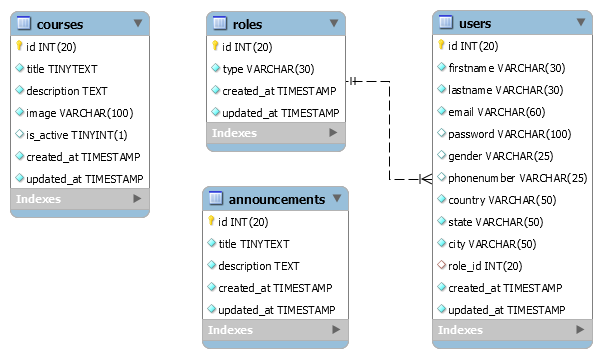 courses
id INT(20)
title TINYTEXT
description TEXT
image VARCHAR(100)
is_active TINYINT(1)
created_at TIMESTAMP
updated_at TIMESTAMP
Indexes
roles
id INT(20)
type VARCHAR(30)
created_at TIMESTAMP
updated_at TIMESTAMP
Indexes
announcements
id INT(20)
title TINYTEXT
description TEXT
created_at TIMESTAMP
updated_at TIMESTAMP
Indexes
users
id INT(20)
firstname VARCHAR(30)
lastname VARCHAR(30)
email VARCHAR(60)
password VARCHAR(100)
gender VARCHAR(25)
phonenumber VARCHAR(25)
country VARCHAR(50)
state VARCHAR(50)
city VARCHAR(50)
role_id INT(20)
created_at TIMESTAMP
updated_at TIMESTAMP
Indexes